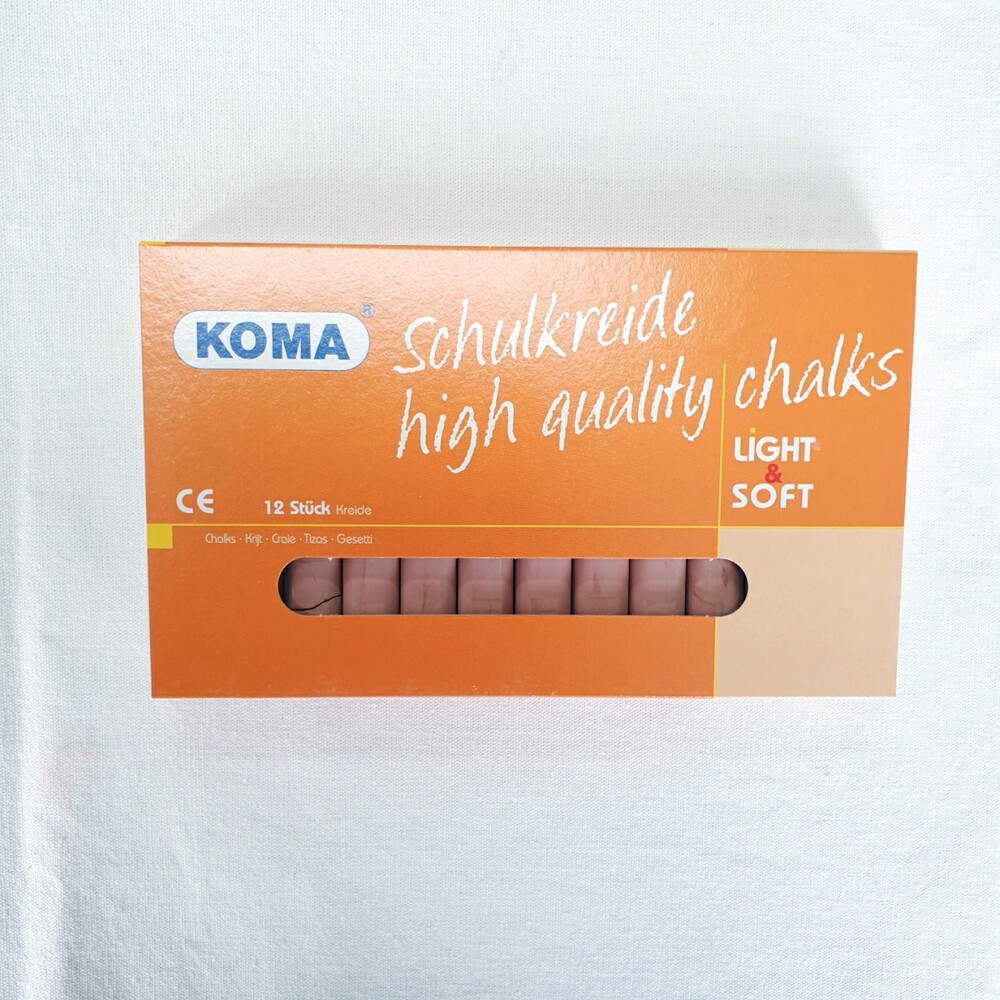 KOMA®
Schulkreide
high quality chalks
LiGHT
&
SOFT
CE
12 Stück Kreide
Chalks · Krijt · Craie · Tizas · Gesetti